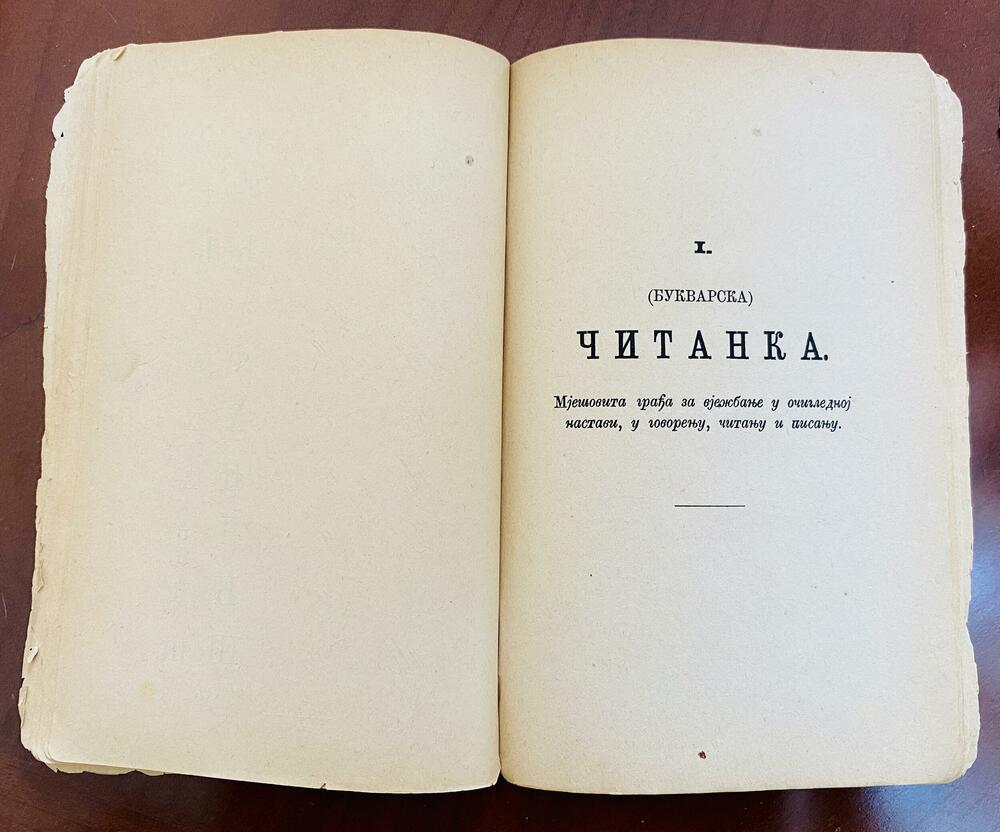 I.
(БУКВАРСКА)
ЧИТАНКА.
Мјешовита грађа за вјежбање у очигледној
настави, у говорењу, читању и писању.